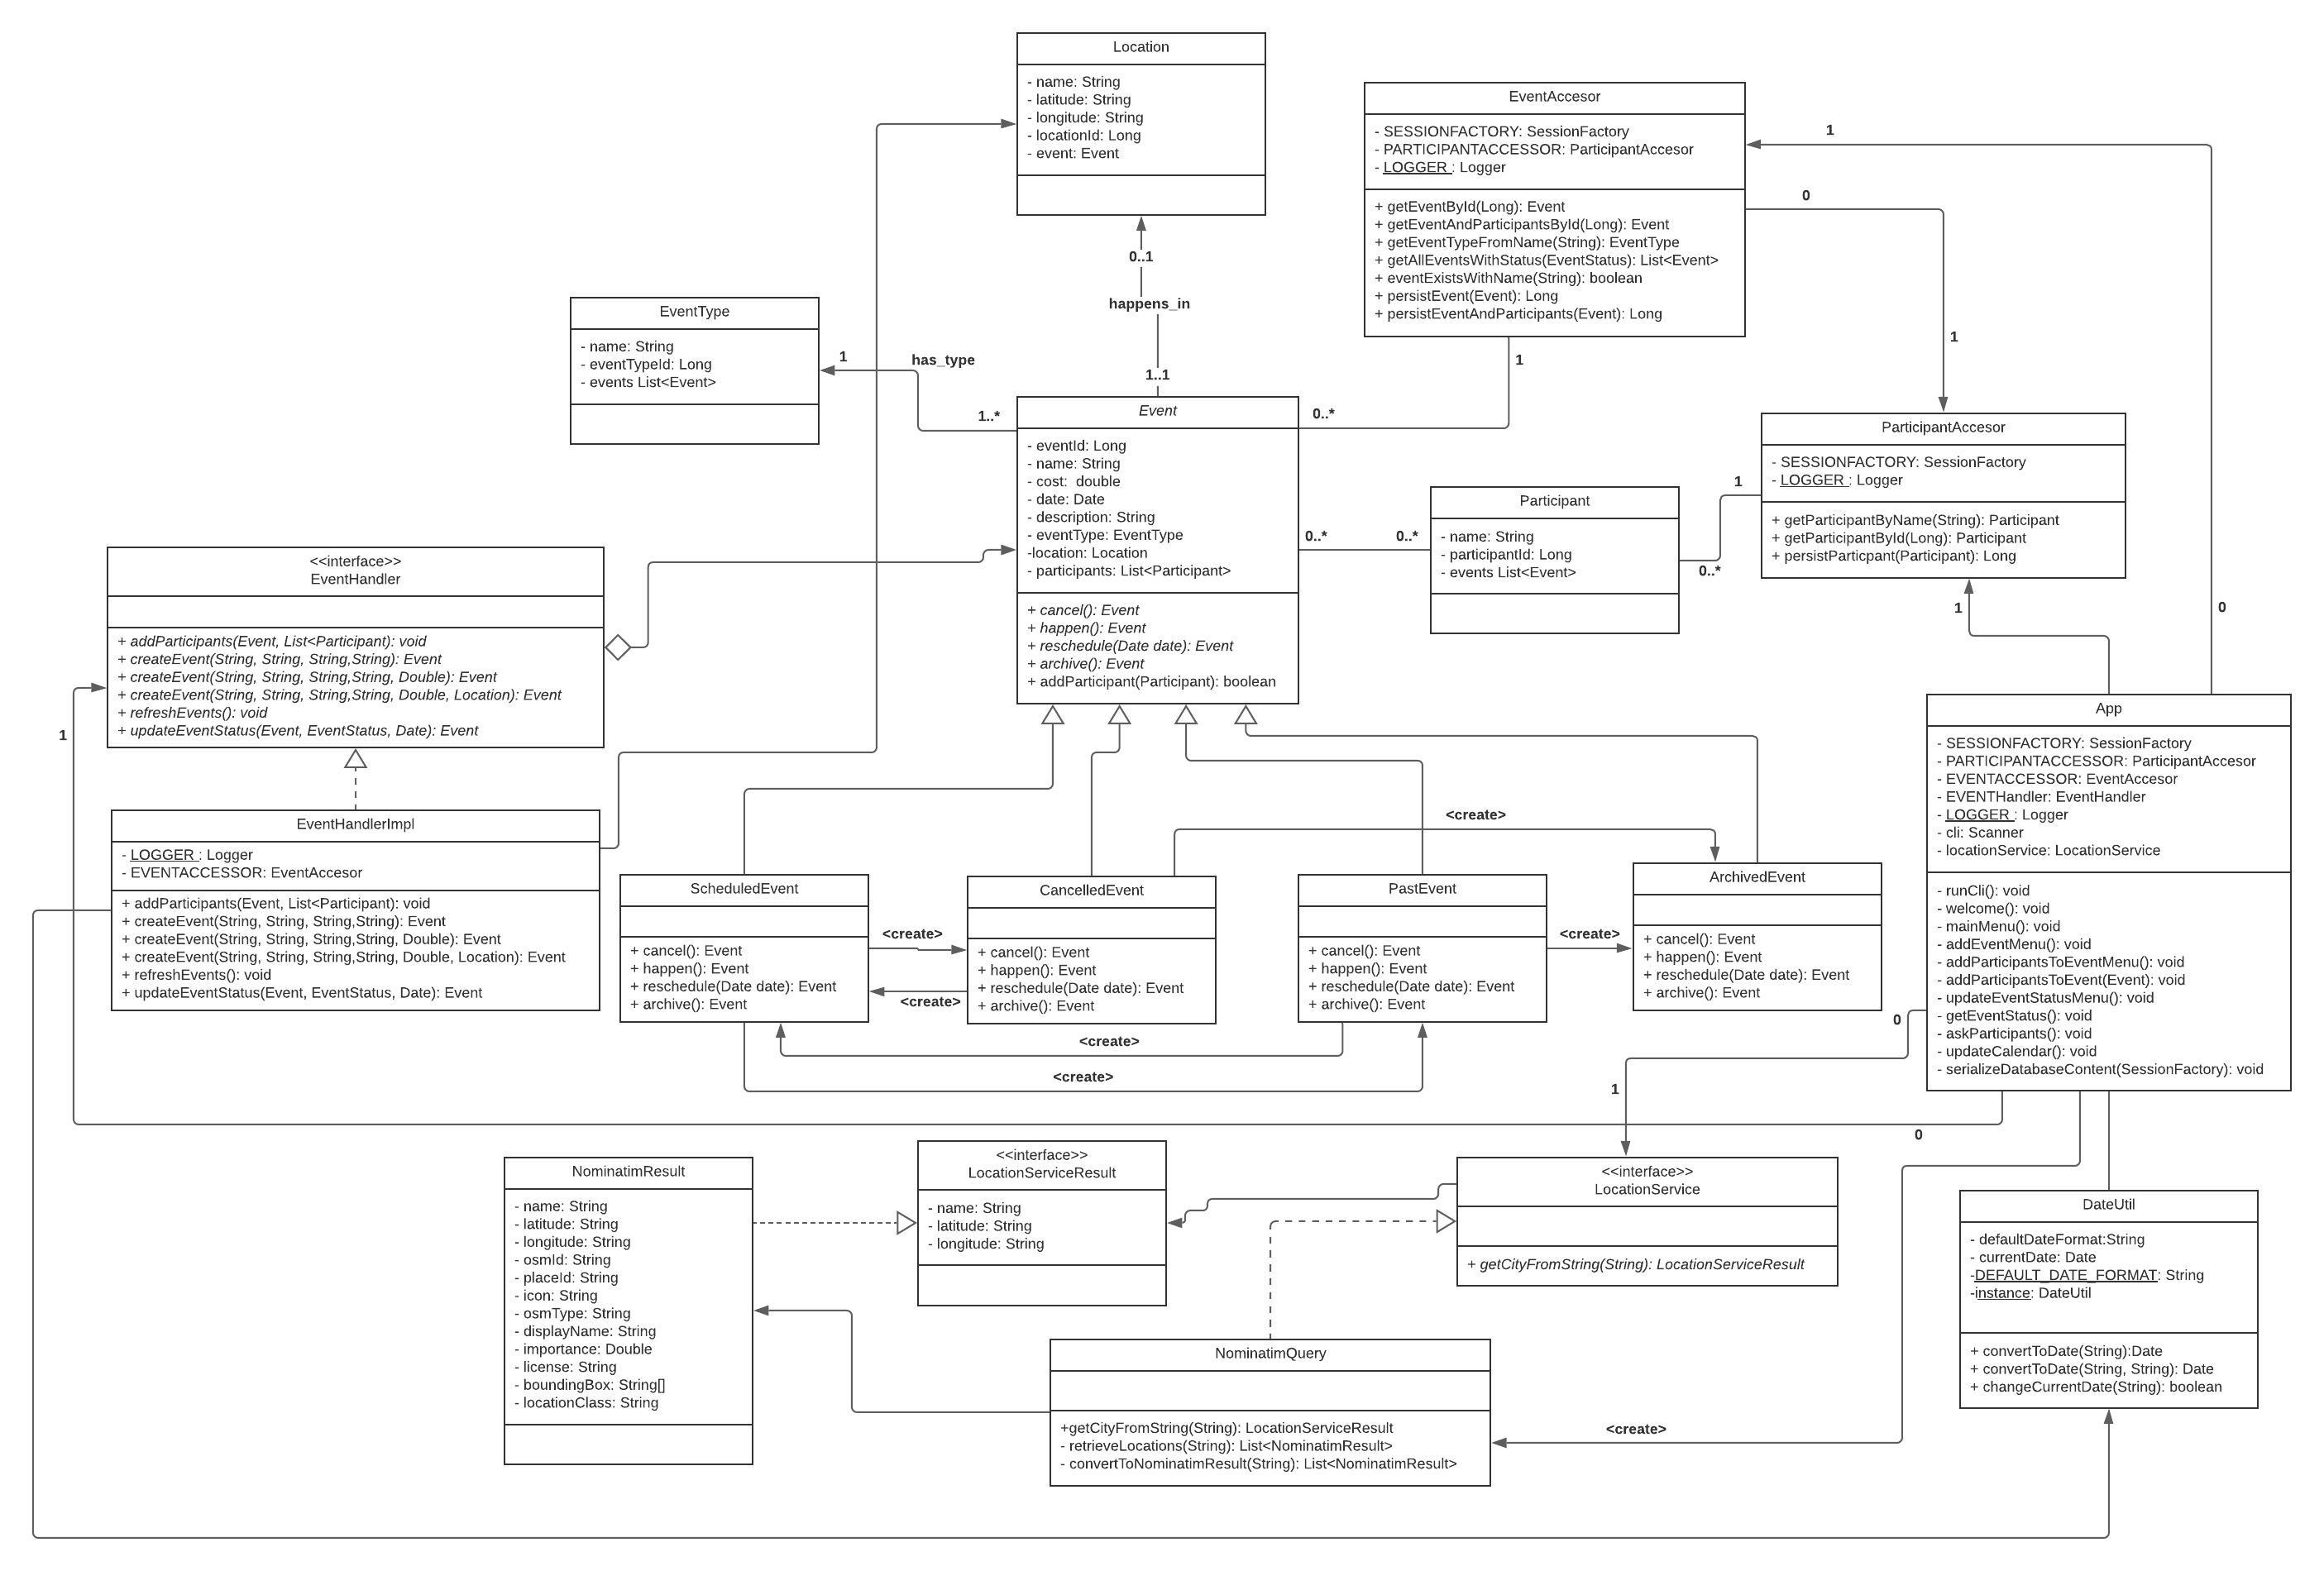 Location
- name: String
- latitude: String
- longitude: String
- locationId: Long
- event: Event
EventAccesor
- SESSIONFACTORY: SessionFactory
- PARTICIPANTACCESSOR: ParticipantAccesor
- LOGGER : Logger
+ getEventById(Long): Event
+ getEventAndParticipantsById(Long): Event
+ getEventTypeFromName(String): EventType
+ getAllEventsWithStatus(EventStatus): List<Event>
+ eventExistsWithName(String): boolean
+ persistEvent(Event): Long
+ persistEventAndParticipants(Event): Long
1
0
1
0..1
happens_in
1..1
EventType
- name: String
- eventTypeId: Long
- events List<Event>
1
has_type
1..*
1
0..*
Event
- eventId: Long
- name: String
- cost:  double
- date: Date
- description: String
- eventType: EventType
-location: Location
- participants: List<Participant>
+ cancel(): Event
+ happen(): Event
+ reschedule(Date date): Event
+ archive(): Event
+ addParticipant(Participant): boolean
0..*
0..*
Participant
- name: String
- participantId: Long
- events List<Event>
1
0..*
ParticipantAccesor
- SESSIONFACTORY: SessionFactory
- LOGGER : Logger
+ getParticipantByName(String): Participant
+ getParticipantById(Long): Participant
+ persistParticpant(Participant): Long
1
0
<<interface>>
EventHandler
+ addParticipants(Event, List<Participant): void
+ createEvent(String, String, String,String): Event
+ createEvent(String, String, String,String, Double): Event
+ createEvent(String, String, String,String, Double, Location): Event
+ refreshEvents(): void
+ updateEventStatus(Event, EventStatus, Date): Event
1
EventHandlerImpl
- LOGGER : Logger
- EVENTACCESSOR: EventAccesor
+ addParticipants(Event, List<Participant): void
+ createEvent(String, String, String,String): Event
+ createEvent(String, String, String,String, Double): Event
+ createEvent(String, String, String,String, Double, Location): Event
+ refreshEvents(): void
+ updateEventStatus(Event, EventStatus, Date): Event
App
- SESSIONFACTORY: SessionFactory
- PARTICIPANTACCESSOR: ParticipantAccesor
- EVENTACCESSOR: EventAccesor
- EVENTHandler: EventHandler
- LOGGER : Logger
- cli: Scanner
- locationService: LocationService
- runCli(): void
- welcome(): void
- mainMenu(): void
- addEventMenu(): void
- addParticipantsToEventMenu(): void
- addParticipantsToEvent(Event): void
- updateEventStatusMenu(): void
- getEventStatus(): void
- askParticipants(): void
- updateCalendar(): void
- serializeDatabaseContent(SessionFactory): void
<create>
ScheduledEvent
+ cancel(): Event
+ happen(): Event
+ reschedule(Date date): Event
+ archive(): Event
<create>
<create>
CancelledEvent
+ cancel(): Event
+ happen(): Event
+ reschedule(Date date): Event
+ archive(): Event
PastEvent
+ cancel(): Event
+ happen(): Event
+ reschedule(Date date): Event
+ archive(): Event
<create>
ArchivedEvent
+ cancel(): Event
+ happen(): Event
+ reschedule(Date date): Event
+ archive(): Event
<create>
<create>
0
1
0
NominatimResult
- name: String
- latitude: String
- longitude: String
- osmId: String
- placeId: String
- icon: String
- osmType: String
- displayName: String
- importance: Double
- license: String
- boundingBox: String[]
- locationClass: String
<<interface>>
LocationServiceResult
- name: String
- latitude: String
- longitude: String
<<interface>>
LocationService
+ getCityFromString(String): LocationServiceResult
NominatimQuery
+getCityFromString(String): LocationServiceResult
- retrieveLocations(String): List<NominatimResult>
- convertToNominatimResult(String): List<NominatimResult>
<create>
DateUtil
- defaultDateFormat:String
- currentDate: Date
-DEFAULT_DATE_FORMAT: String
-instance: DateUtil
+ convertToDate(String):Date
+ convertToDate(String, String): Date
+ changeCurrentDate(String): boolean